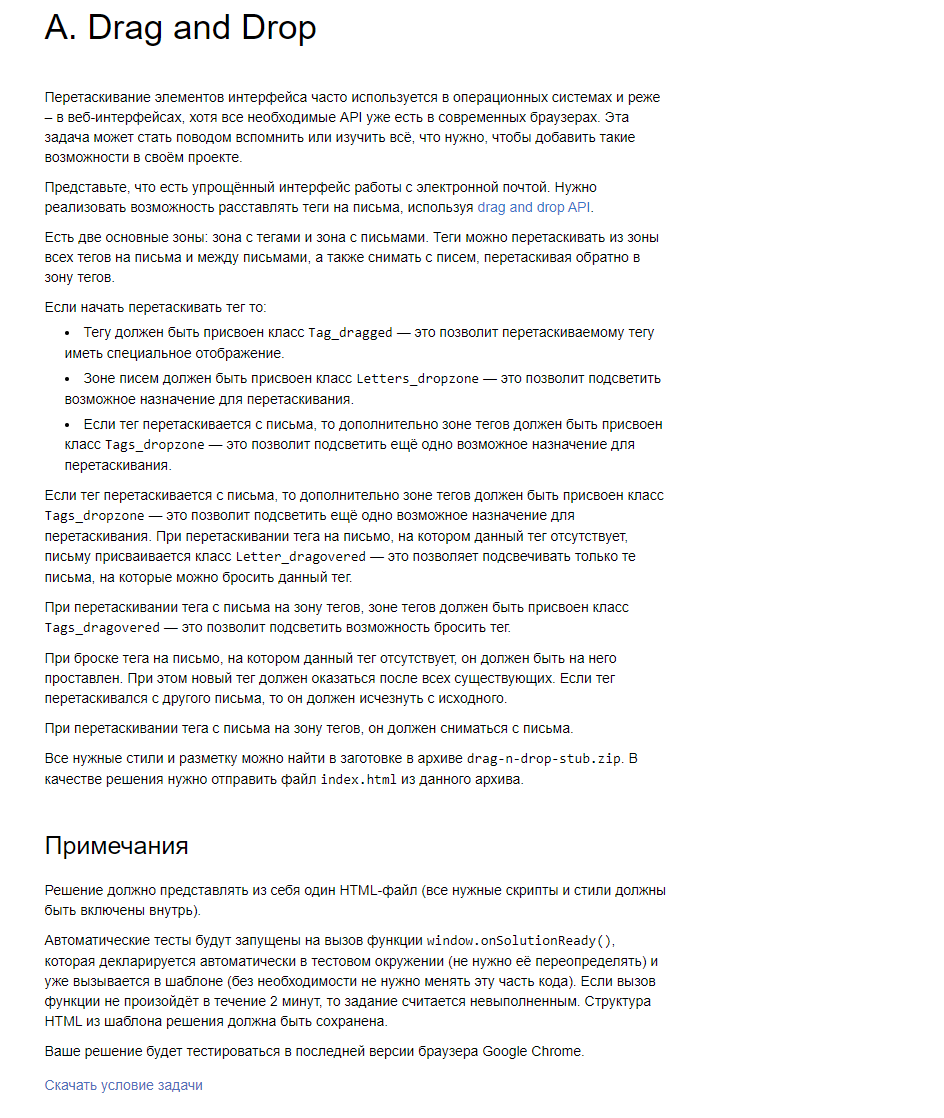 A. Drag and Drop
Перетаскивание элементов интерфейса часто используется в операционных системах и реже
– в веб-интерфейсах, хотя все необходимые API уже есть в современных браузерах. Эта
задача может стать поводом вспомнить или изучить всё, что нужно, чтобы добавить такие
возможности в своём проекте.
Представьте, что есть упрощённый интерфейс работы с электронной почтой. Нужно
реализовать возможность расставлять теги на письма, используя drag and drop API.
Есть две основные зоны: зона с тегами и зона с письмами. Теги можно перетаскивать из зоны
всех тегов на письма и между письмами, а также снимать с писем, перетаскивая обратно в
зону тегов.
Если начать перетаскивать тег то:
• Тегу должен быть присвоен класс Tag_dragged — это позволит перетаскиваемому тегу
иметь специальное отображение.
• Зоне писем должен быть присвоен класс Letters_dropzone — это позволит подсветить
возможное назначение для перетаскивания.
• Если тег перетаскивается с письма, то дополнительно зоне тегов должен быть присвоен
класс Tags_dropzone — это позволит подсветить ещё одно возможное назначение для
перетаскивания.
Если тег перетаскивается с письма, то дополнительно зоне тегов должен быть присвоен класс
Tags_dropzone — это позволит подсветить ещё одно возможное назначение для
перетаскивания. При перетаскивании тега на письмо, на котором данный тег отсутствует,
письму присваивается класс Letter_dragovered — это позволяет подсвечивать только те
письма, на которые можно бросить данный тег.
При перетаскивании тега с письма на зону тегов, зоне тегов должен быть присвоен класс
Tags_dragovered — это позволит подсветить возможность бросить тег.
При броске тега на письмо, на котором данный тег отсутствует, он должен быть на него
проставлен. При этом новый тег должен оказаться после всех существующих. Если тег
перетаскивался с другого письма, то он должен исчезнуть с исходного.
При перетаскивании тега с письма на зону тегов, он должен сниматься с письма.
Все нужные стили и разметку можно найти в заготовке в архиве drag-n-drop-stub.zip. В
качестве решения нужно отправить файл index.html из данного архива.
Примечания
Решение должно представлять из себя один HTML-файл (все нужные скрипты и стили должны
быть включены внутрь).
Автоматические тесты будут запущены на вызов функции window.onSolutionReady(),
которая декларируется автоматически в тестовом окружении (не нужно её переопределять) и
уже вызывается в шаблоне (без необходимости не нужно менять эту часть кода). Если вызов
функции не произойдёт в течение 2 минут, то задание считается невыполненным. Структура
HTML из шаблона решения должна быть сохранена.
Ваше решение будет тестироваться в последней версии браузера Google Chrome.
Скачать условие задачи